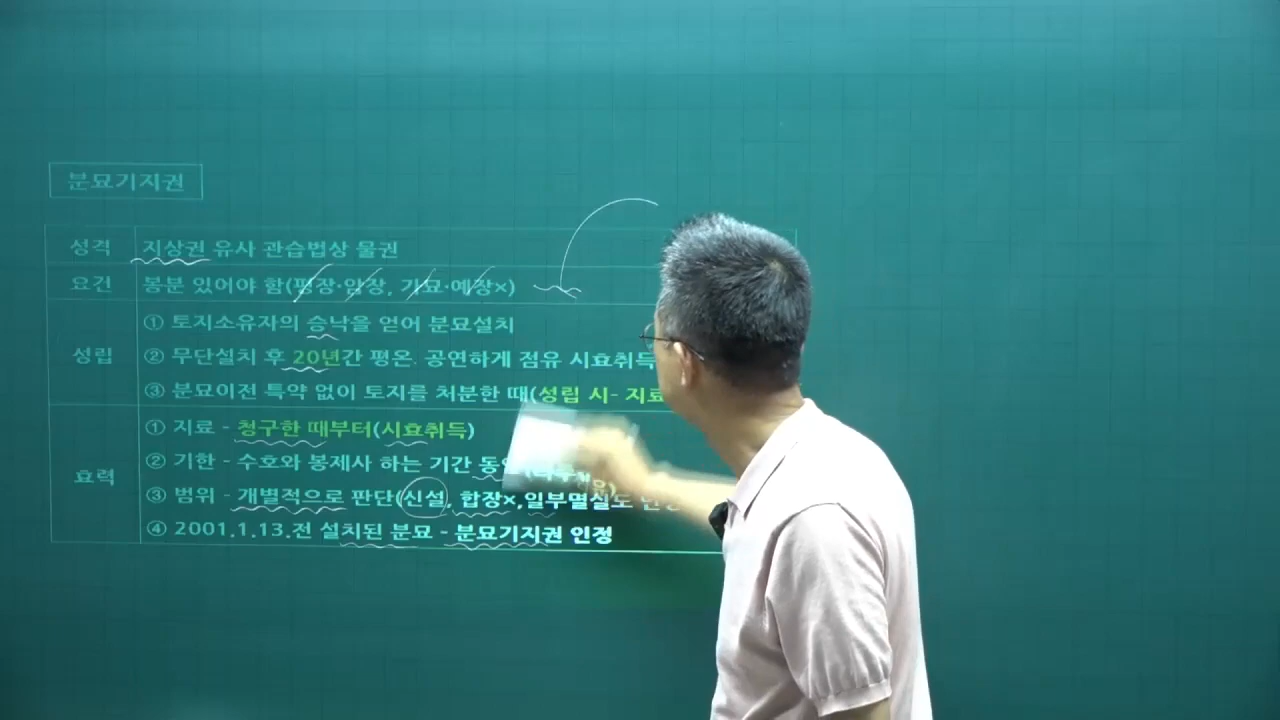 분묘기지권
성격 지상권 유사 관습법상 물권
요건 봉분 있어야 함(평장·암장, 가묘·예장×)
성립
① 토지소유자의 승낙을 얻어 분묘설치
② 무단설치 후 20년간 평온. 공연하게 점유 시효취득
③ 분묘이전 특약 없이 토지를 처분한 때(성립 시- 지료
효력
① 지료 - 청구한 때부터(시효취득)
② 기한 - 수호와 봉제사 하는 기간
③ 범위 - 개별적으로 판단(신설, 합장×,일부멸실도
④ 2001.1.13.전 설치된 분묘 - 분묘기지권 인정